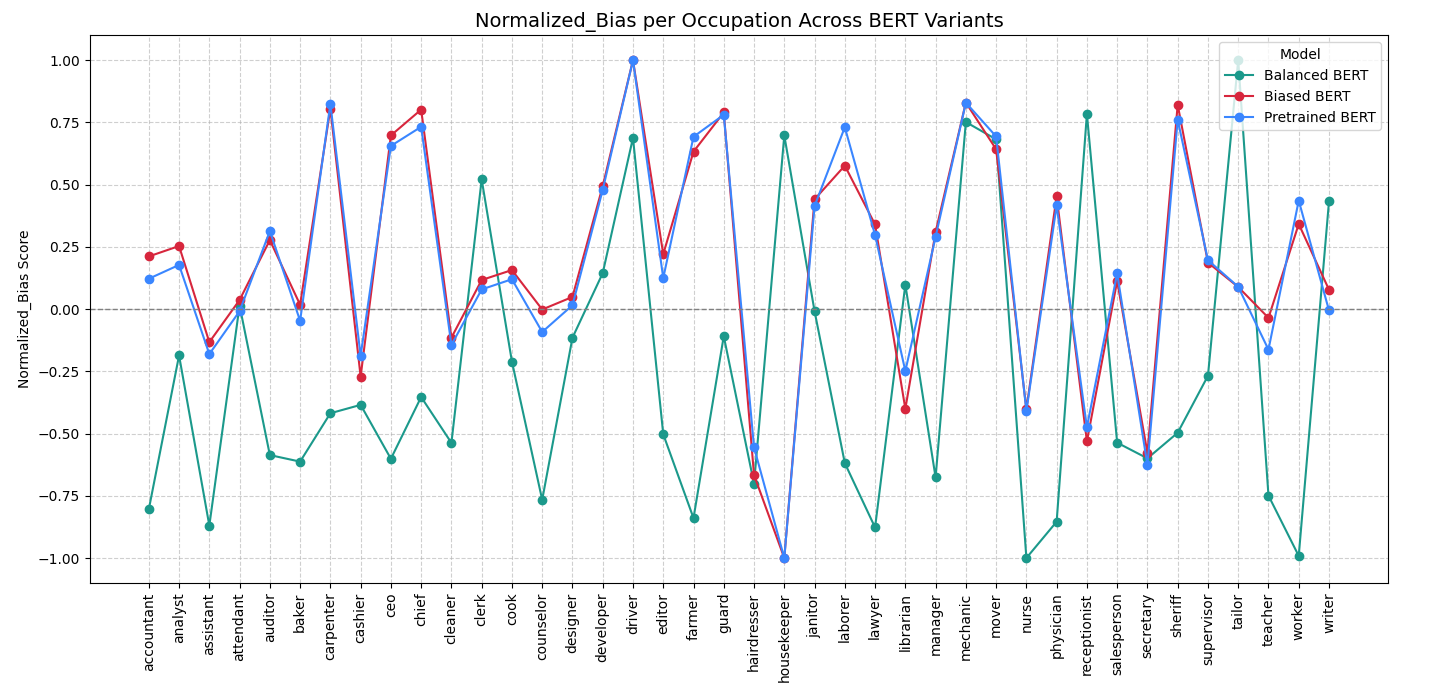 Normalized_Bias per Occupation Across BERT Variants
Normalized_Bias Score
1.00
0.75
0.50
0.25
0.00
−0.25
−0.50
−0.75
−1.00
Model
Balanced BERT
Biased BERT
Pretrained BERT
accountant
analyst
assistant
attendant
auditor
baker
carpenter
cashier
ceo
chief
cleaner
clerk
cook
counselor
designer
developer
driver
editor
farmer
guard
hairdresser
housekeeper
janitor
laborer
lawyer
librarian
manager
mechanic
mover
nurse
physician
receptionist
salesperson
secretary
sheriff
supervisor
tailor
teacher
worker
writer